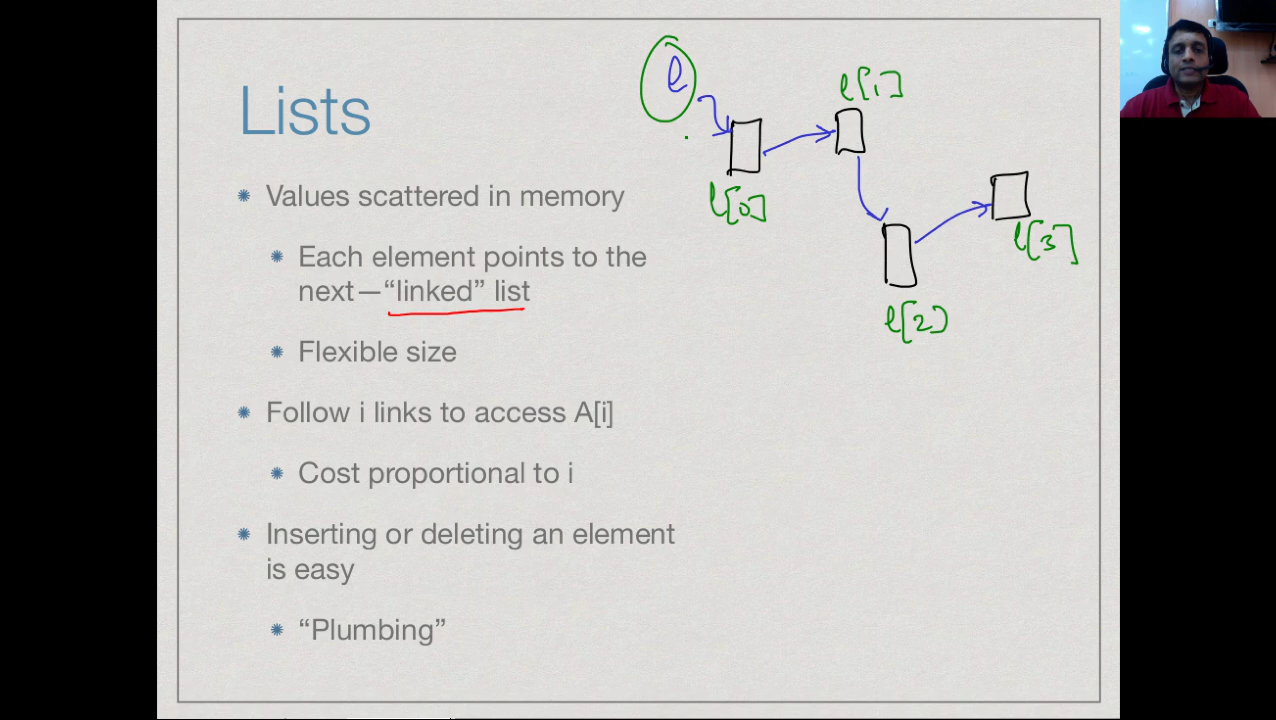 Lists
Values scattered in memory
Each element points to the
next—“linked” list
Flexible size
Follow i links to access A[i]
Cost proportional to i
Inserting or deleting an element
is easy
“Plumbing”
l
l[0]
l[1]
l[2]
l[3]